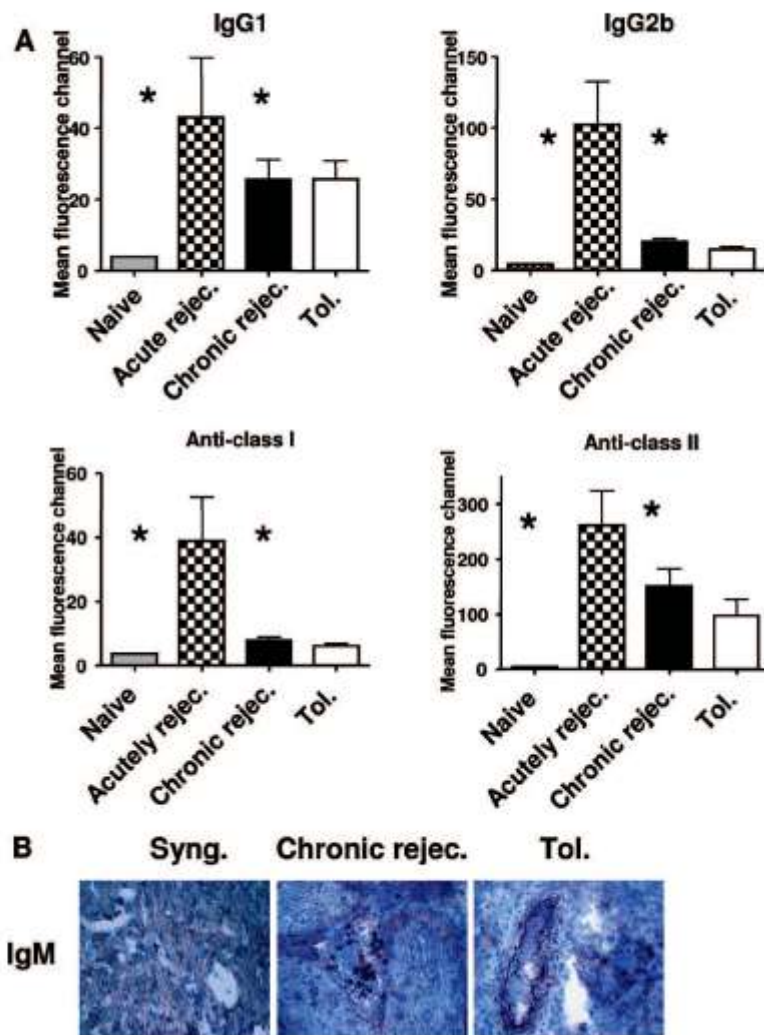 A
IgG1
Mean fluorescence channel
60
40
20
0
*
*
Naive
Acute rejec.
Chronic rejec.
Tol.
IgG2b
Mean fluorescence channel
150
100
50
0
*
*
Naive
Acute rejec.
Chronic rejec.
Tol.
Anti-class I
Mean fluorescence channel
60
40
20
0
*
*
Naive
Acutely rejec.
Chronic rejec.
Tol.
Anti-class II
Mean fluorescence channel
300
200
100
0
*
*
Naive
Acutely rejec.
Chronic rejec.
Tol.
B
Syng. Chronic rejec. Tol.
IgM